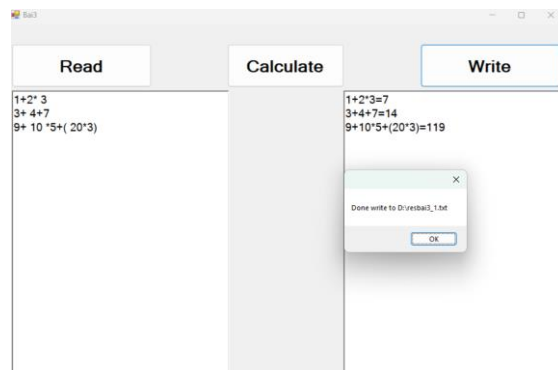 Bai3
Read
Calculate
Write
1+2* 3
3+ 4+7
9+ 10 *5+( 20*3)
1+2*3=7
3+4+7=14
9+10*5+(20*3)=119
Done write to D:\resbai3_1.txt
OK